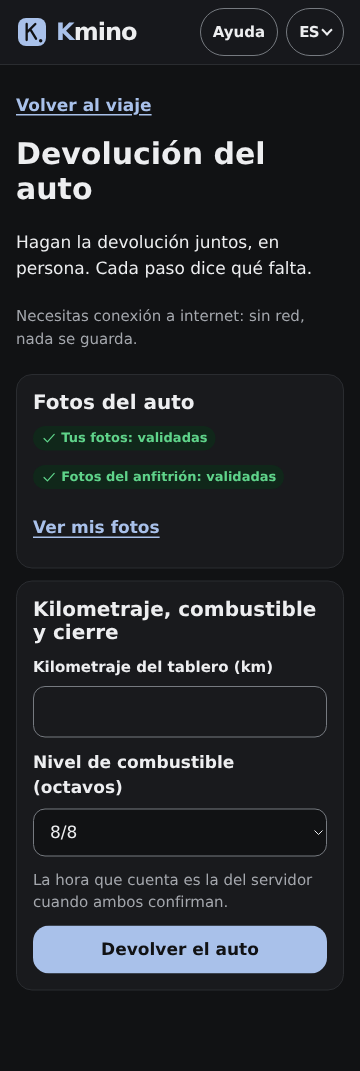 K. Kmino
Ayuda
ES
Volver al viaje
Devolución del
auto
Hagan la devolución juntos, en
persona. Cada paso dice qué falta.
Necesitas conexión a internet: sin red,
nada se guarda.
Fotos del auto
✓ Tus fotos: validadas
✓ Fotos del anfitrión: validadas
Ver mis fotos
Kilometraje, combustible
y cierre
Kilometraje del tablero (km)
Nivel de combustible
(octavos)
8/8
La hora que cuenta es la del servidor
cuando ambos confirman.
Devolver el auto